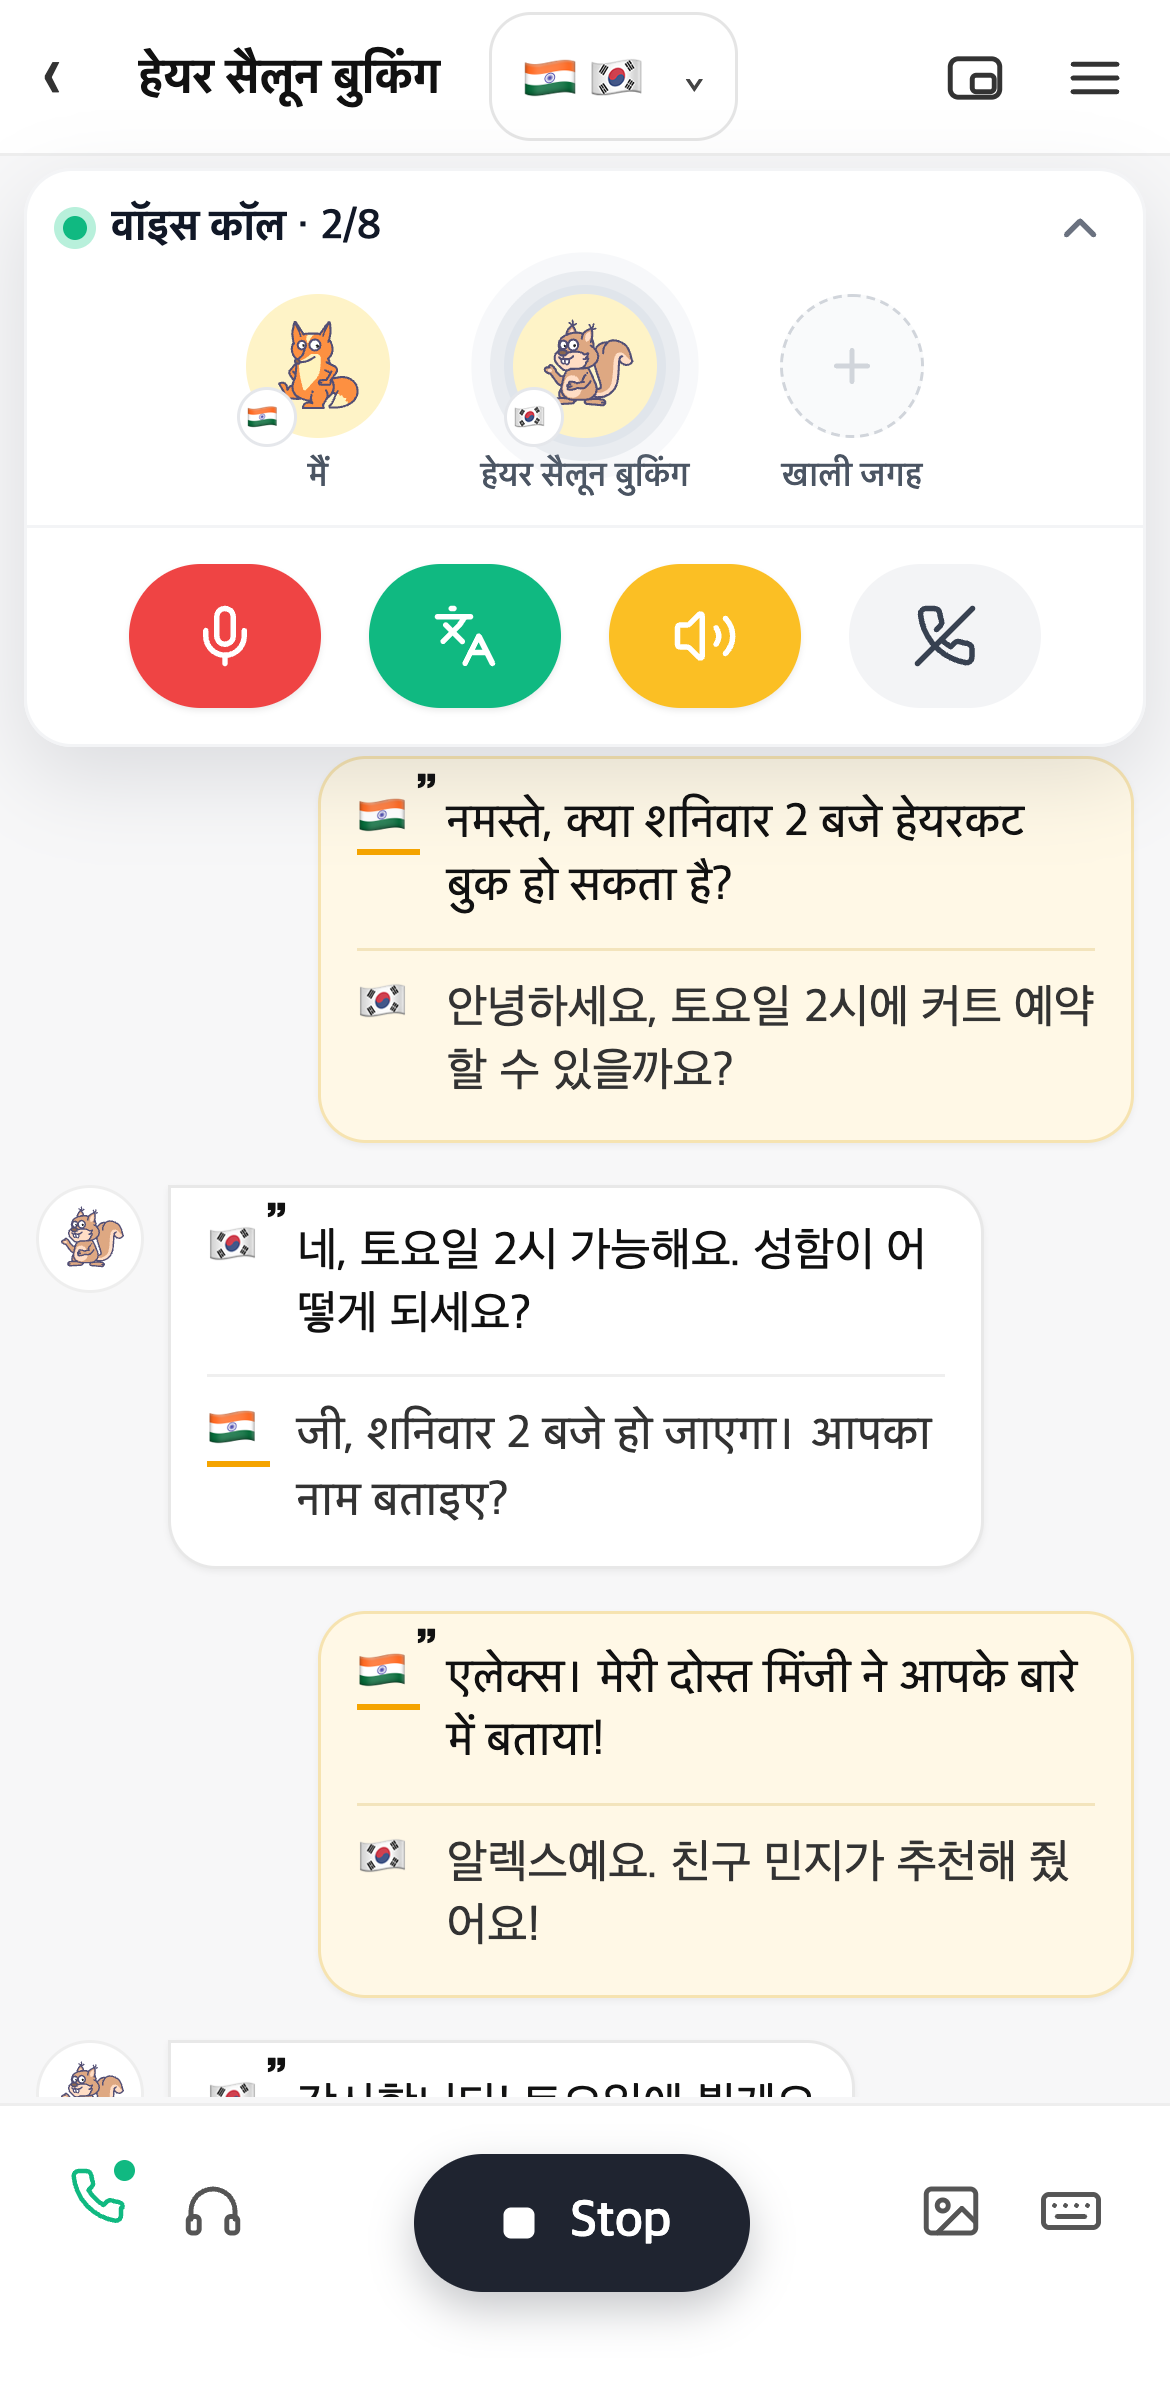 हेयर सैलून बुकिंग
वॉइस कॉल · 2/8
मैं
हेयर सैलून बुकिंग
खाली जगह
नमस्ते, क्या शनिवार 2 बजे हेयरकट
बुक हो सकता है?
안녕하세요, 토요일 2시에 커트 예약
할 수 있을까요?
네, 토요일 2시 가능해요. 성함이 어
떻게 되세요?
जी, शनिवार 2 बजे हो जाएगा। आपका
नाम बताइए?
एलेक्स। मेरी दोस्त मिंजी ने आपके बारे
में बताया!
알렉스예요. 친구 민지가 추천해 줬
어요!
Stop